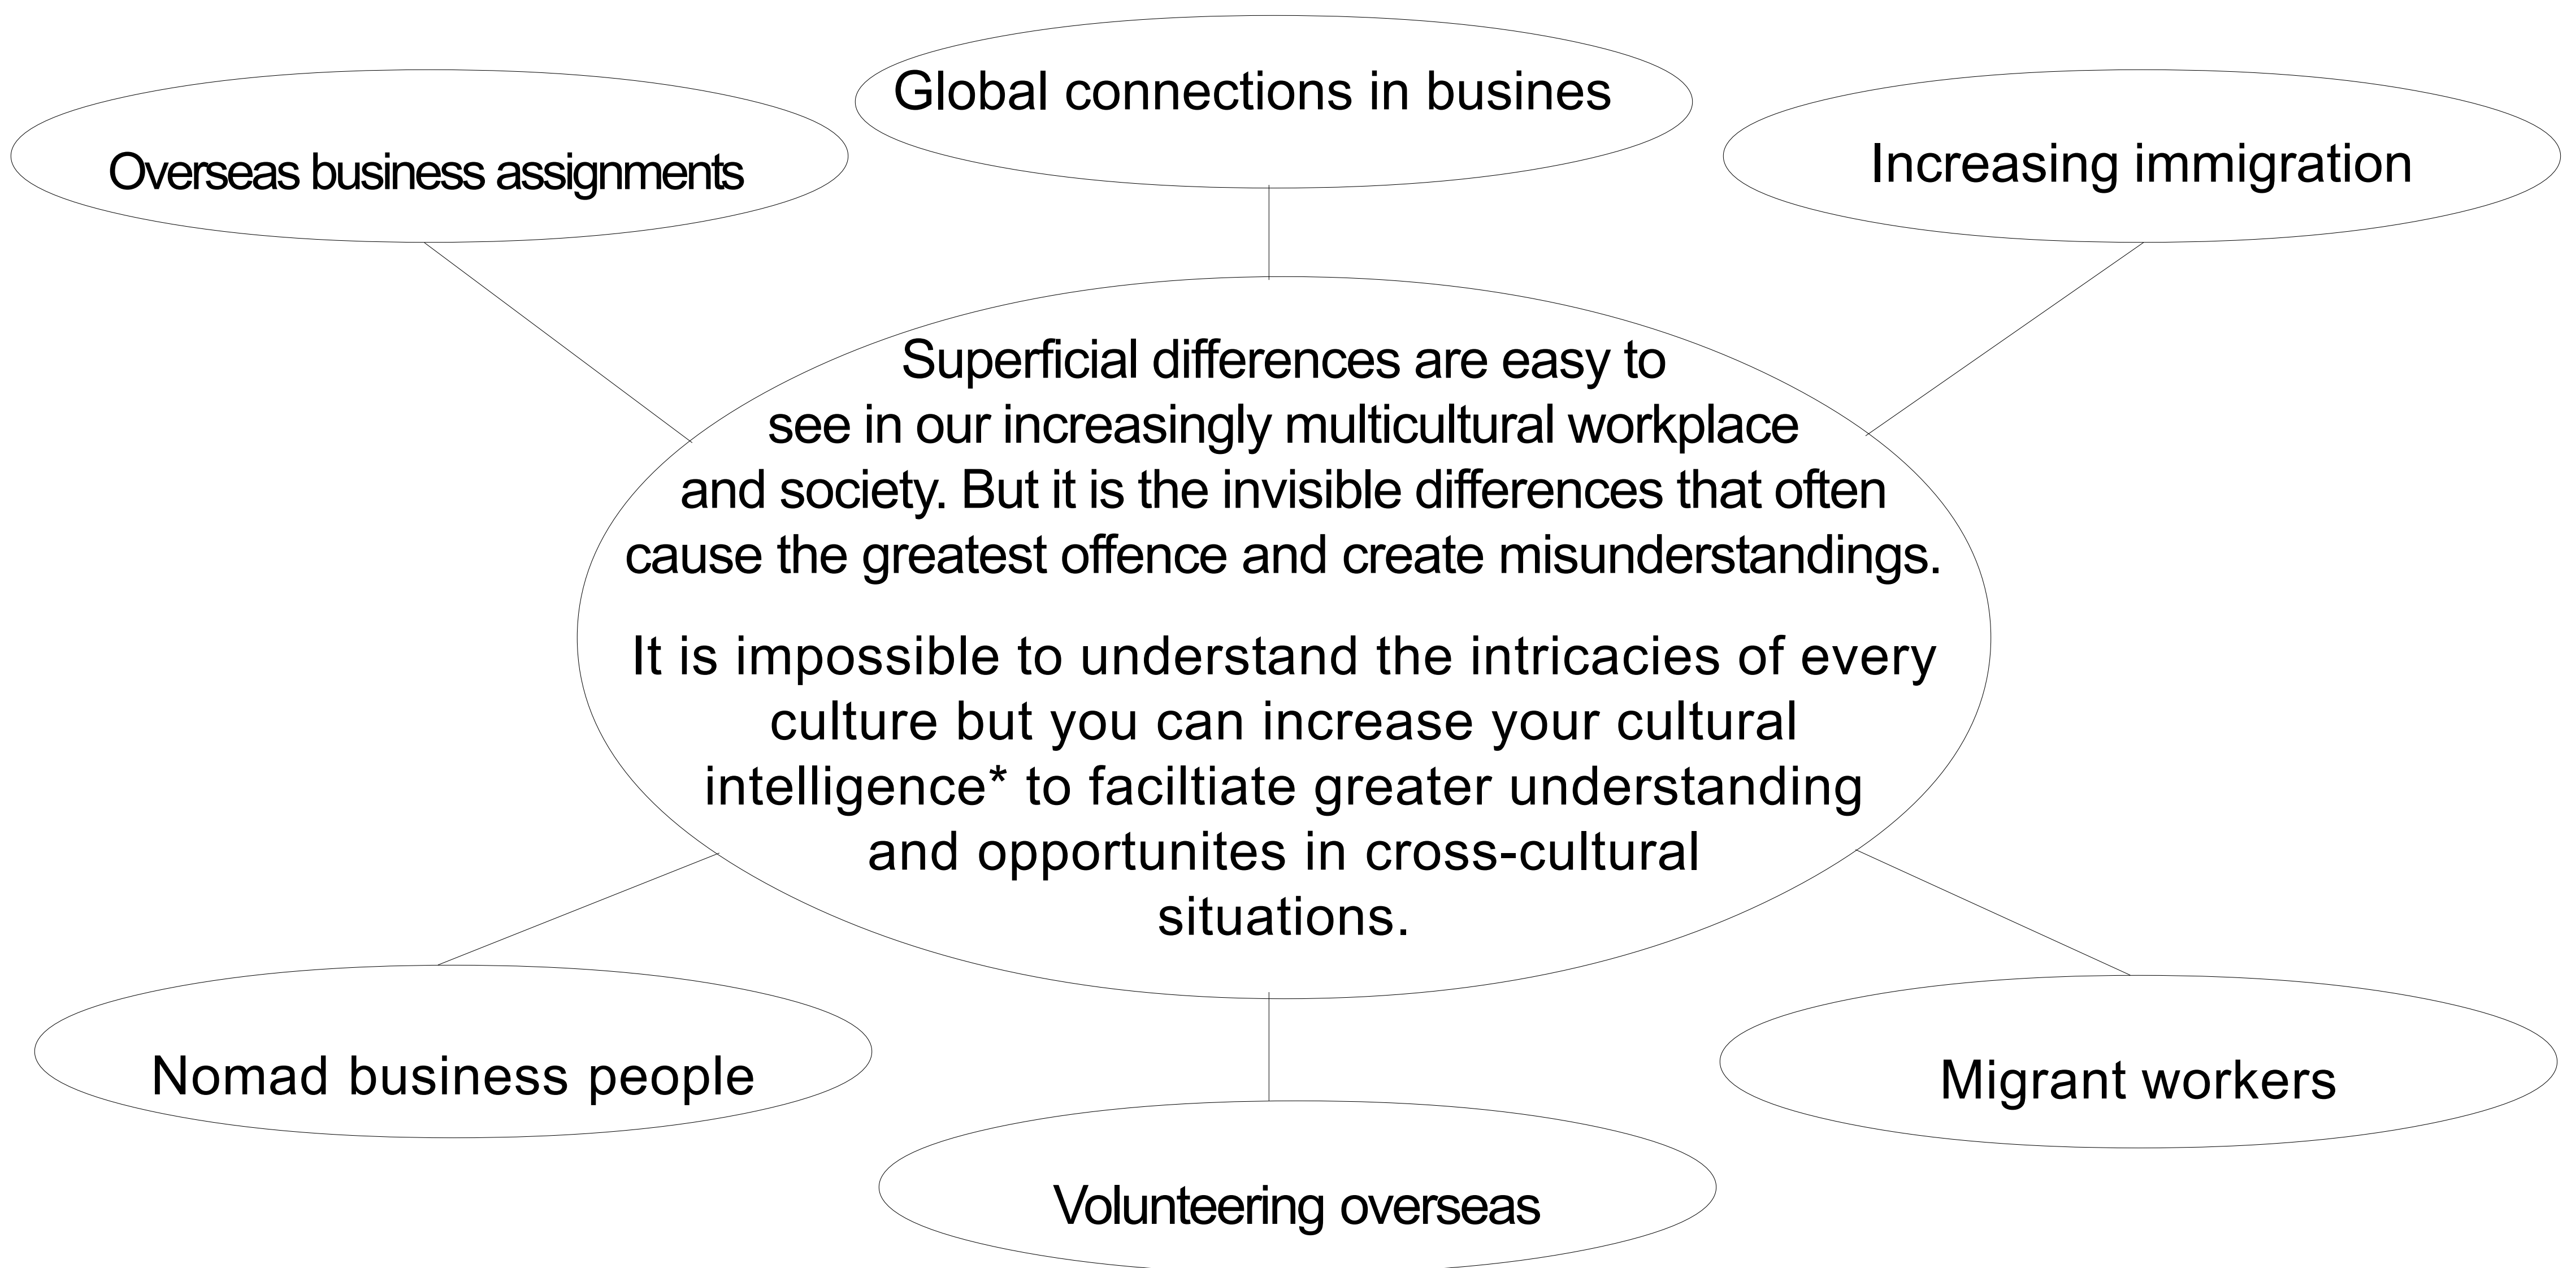 Global connections in busines
Overseas business assignments
Increasing immigration
Superficial differences are easy to
see in our increasingly multicultural workplace
and society. But it is the invisible differences that often
cause the greatest offence and create misunderstandings.
It is impossible to understand the intricacies of every
culture but you can increase your cultural
intelligence* to faciltiate greater understanding
and opportunites in cross-cultural
situations.
Nomad business people
Migrant workers
Volunteering overseas